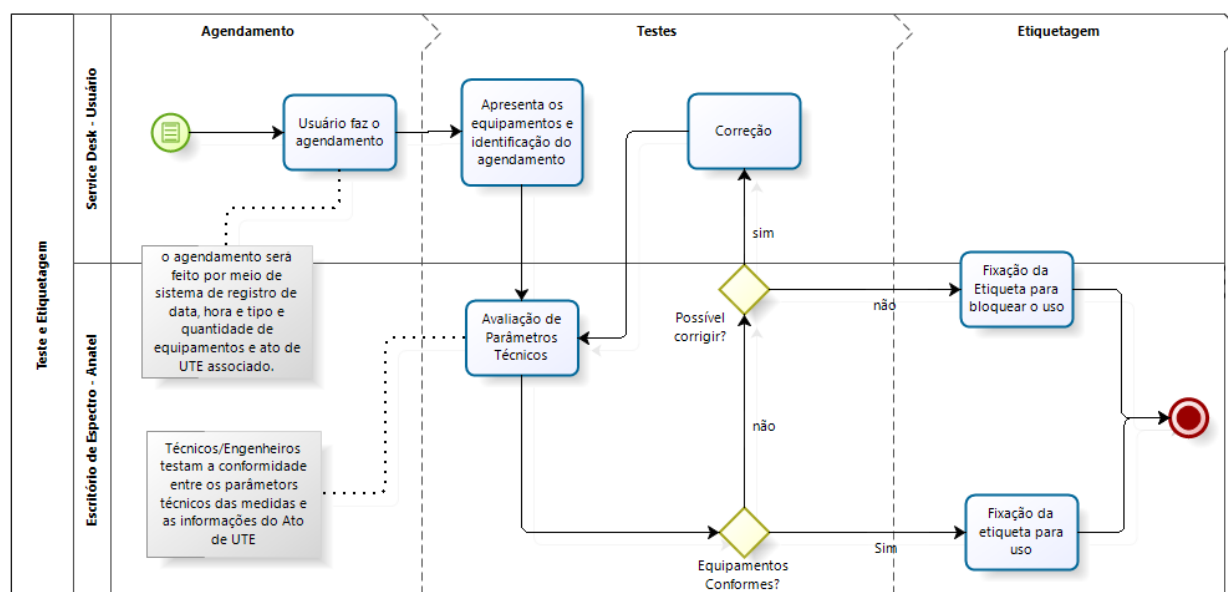 Agendamento
Testes
Etiquetagem
Teste e Etiquetagem
Service Desk - Usuário
Usuário faz o
agendamento
Apresenta os
equipamentos e
identificação do
agendamento
Correção
sim
o agendamento será
feito por meio de
sistema de registro de
data, hora e tipo e
quantidade de
equipamentos e ato de
UTE associado.
Escritório de Espectro - Anatel
Avaliação de
Parâmetros
Técnicos
Possível
corrigir?
não
Fixação da
Etiqueta para
bloquear o uso
não
Técnicos/Engenheiros
testam a conformidade
entre os parâmetors
técnicos das medidas e
as informações do Ato
de UTE
Equipamentos
Conformes?
Sim
Fixação da
etiqueta para
uso